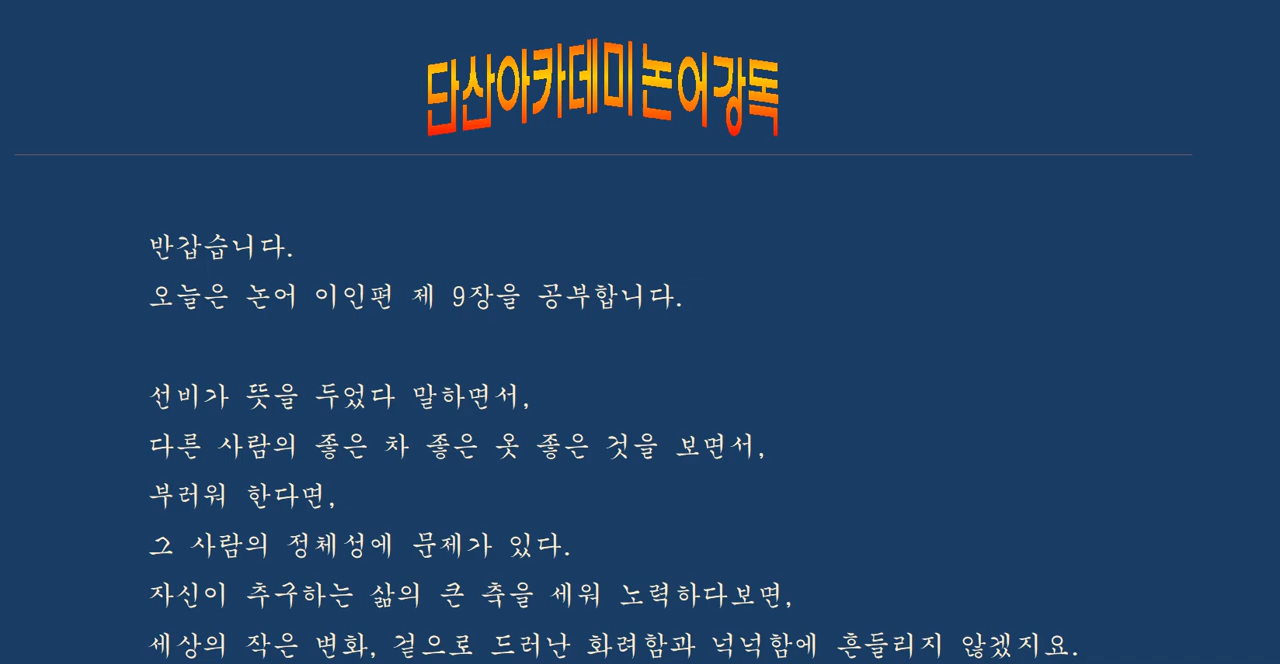 단산아카데미논어강독
반갑습니다.
오늘은 논어 이인편 제 9장을 공부합니다.
선비가 뜻을 두었다 말하면서,
다른 사람의 좋은 차 좋은 옷 좋은 것을 보면서,
부러워 한다면,
그 사람의 정체성에 문제가 있다.
자신이 추구하는 삶의 큰 축을 세워 노력하다보면,
세상의 작은 변화, 겉으로 드러난 화려함과 넉넉함에 흔들리지 않겠지요.